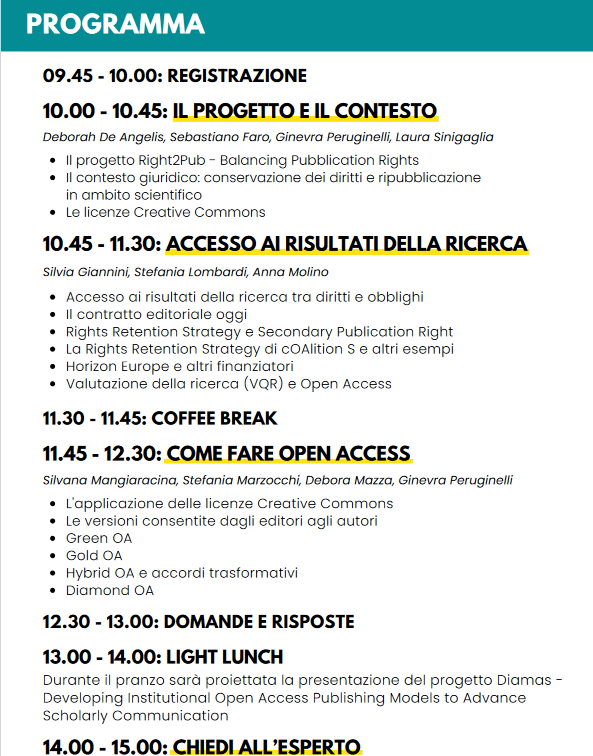 PROGRAMMA
09.45 - 10.00: REGISTRAZIONE
10.00 - 10.45: IL PROGETTO E IL CONTESTO
Deborah De Angelis, Sebastiano Faro, Ginevra Peruginelli, Laura Sinigaglia
• Il progetto Right2Pub - Balancing Pubblication Rights
• Il contesto giuridico: conservazione dei diritti e ripubblicazione
in ambito scientifico
• Le licenze Creative Commons
10.45 - 11.30: ACCESSO AI RISULTATI DELLA RICERCA
Silvia Giannini, Stefania Lombardi, Anna Molino
• Accesso ai risultati della ricerca tra diritti e obblighi
• Il contratto editoriale oggi
• Rights Retention Strategy e Secondary Publication Right
• La Rights Retention Strategy di cOAlition S e altri esempi
• Horizon Europe e altri finanziatori
• Valutazione della ricerca (VQR) e Open Access
11.30 - 11.45: COFFEE BREAK
11.45 - 12.30: COME FARE OPEN ACCESS
Silvana Mangiaracina, Stefania Marzocchi, Debora Mazza, Ginevra Peruginelli
• L'applicazione delle licenze Creative Commons
• Le versioni consentite dagli editori agli autori
• Green OA
• Gold OA
• Hybrid OA e accordi trasformativi
• Diamond OA
12.30 - 13.00: DOMANDE E RISPOSTE
13.00 - 14.00: LIGHT LUNCH
Durante il pranzo sarà proiettata la presentazione del progetto Diamas -
Developing Institutional Open Access Publishing Models to Advance
Scholarly Communication
14.00 - 15.00: CHIEDI ALL'ESPERTO